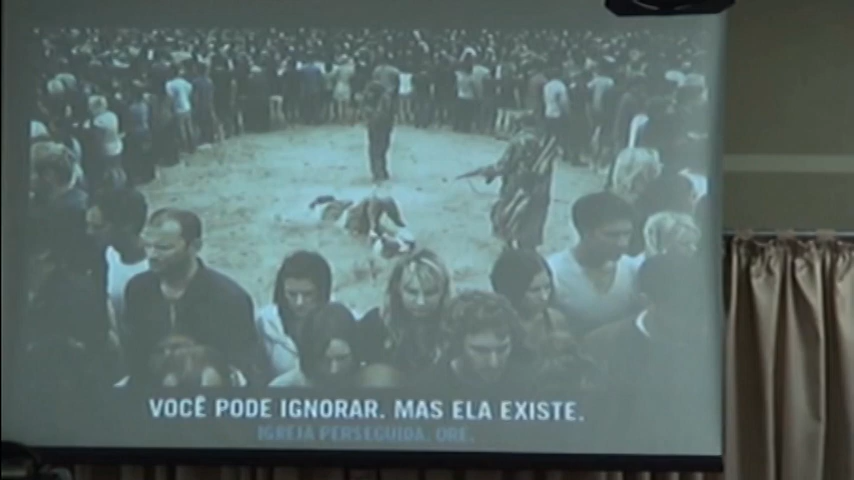 VOCÊ PODE IGNORAR. MAS ELA EXISTE.
IGREJA PERSEGUIDA. ORE.